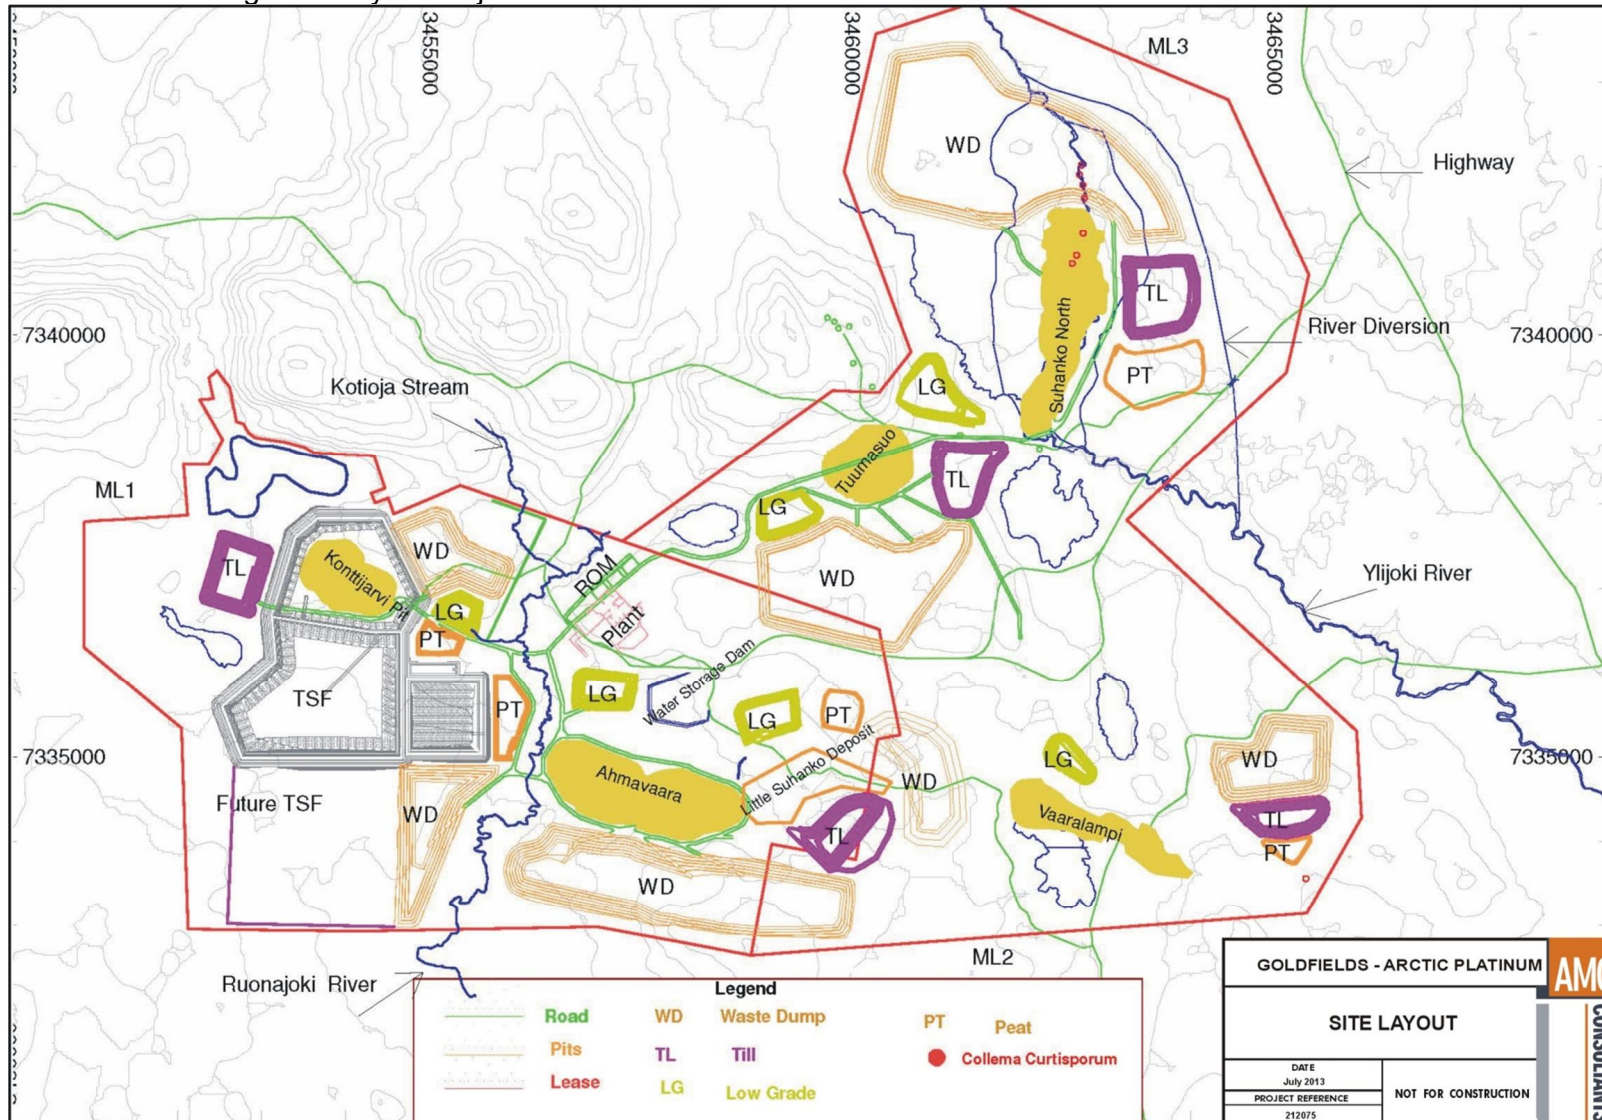 3455000
3460000
3465000
ML3
WD
Highway
TL
River Diversion
7340000
7340000
Suhanko North
PT
LG
Kotioja Stream
Tuumasuo
TL
ML1
LG
WD
TL
Konttijarvi Pit
ROM
WD
Ylijoki River
LG
Plant
PT
TSF
LG
Water Storage Dam
PT
LG
PT
Little Suhanko Deposit
7335000
LG
WD
7335000
Ahmavaara
WD
Future TSF
WD
TL
Vaaralampi
TL
PT
WD
ML2
Ruonajoki River
Legend
Road
WD Waste Dump
PT Peat
Pits
TL Till
Collema Curtisporum
Lease
LG Low Grade
GOLDFIELDS - ARCTIC PLATINUM
SITE LAYOUT
DATE
July 2013
PROJECT REFERENCE
212075
NOT FOR CONSTRUCTION
AMC
CONSULTANTS